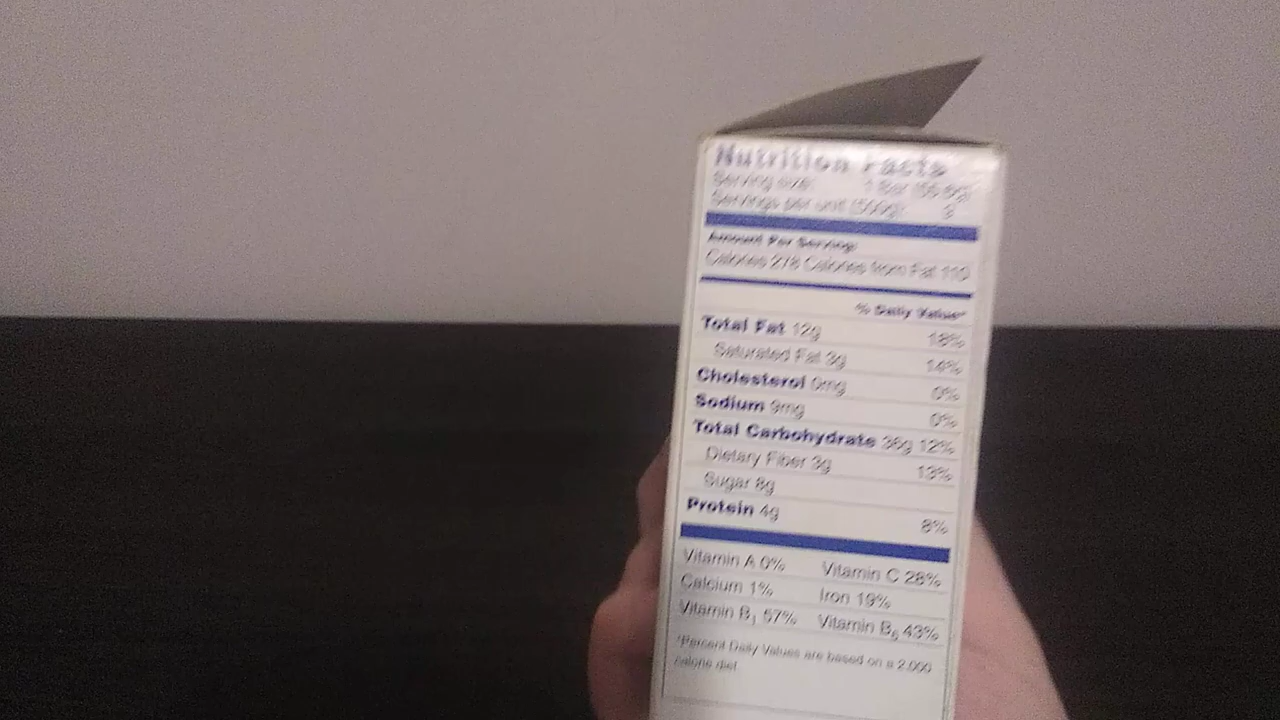 Nutrition Facts
Serving size: 1 Bar
Servings per unit (500g): 9
Amount Per Serving:
Calories 278 Calories from Fat 110
% Daily Value*
Total Fat 12g 18%
Saturated Fat 3g 14%
Cholesterol 0mg 0%
Sodium 9mg 0%
Total Carbohydrate 36g 12%
Dietary Fiber 3g 13%
Sugar 8g
Protein 4g 8%
Vitamin A 0% Vitamin C 28%
Calcium 1% Iron 19%
Vitamin B₁ 57% Vitamin B₆ 43%
*Percent Daily Values are based on a 2,000
calorie diet